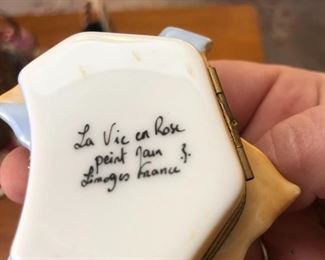 La Vie en Rose
peint main
Limoges France